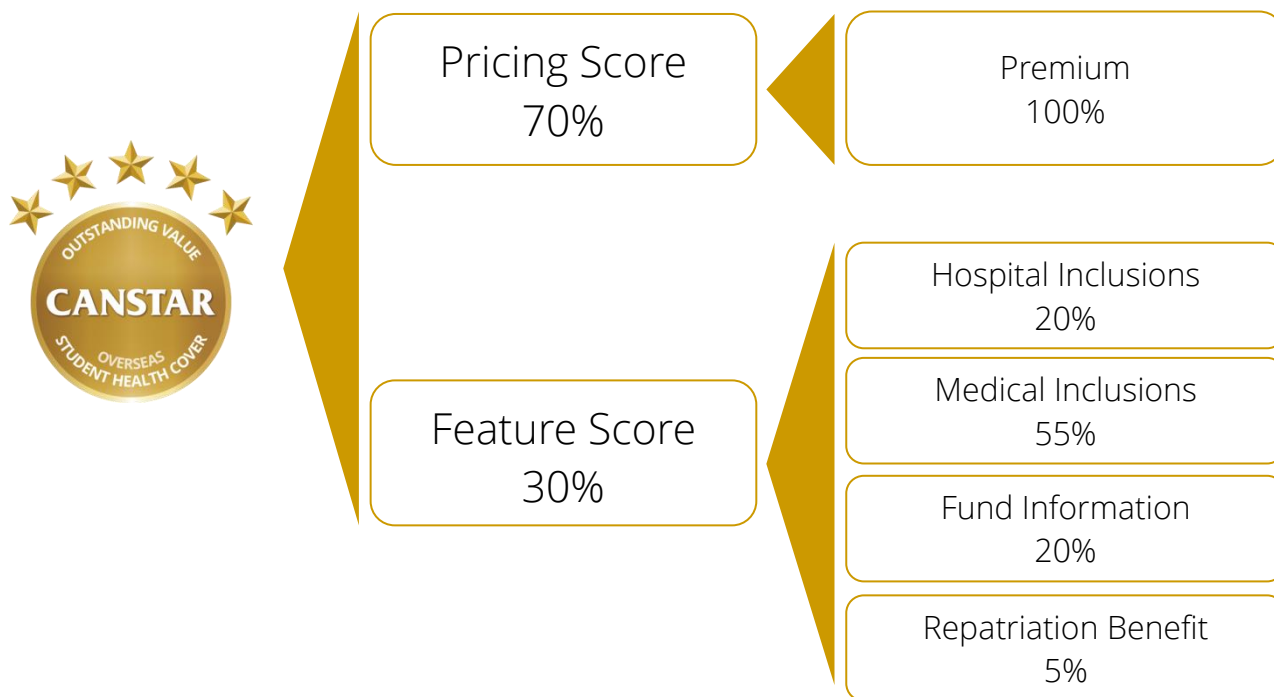 Pricing Score
70%
Premium
100%
OUTSTANDING VALUE
CANSTAR
OVERSEAS
STUDENT HEALTH COVER
Feature Score
30%
Hospital Inclusions
20%
Medical Inclusions
55%
Fund Information
20%
Repatriation Benefit
5%